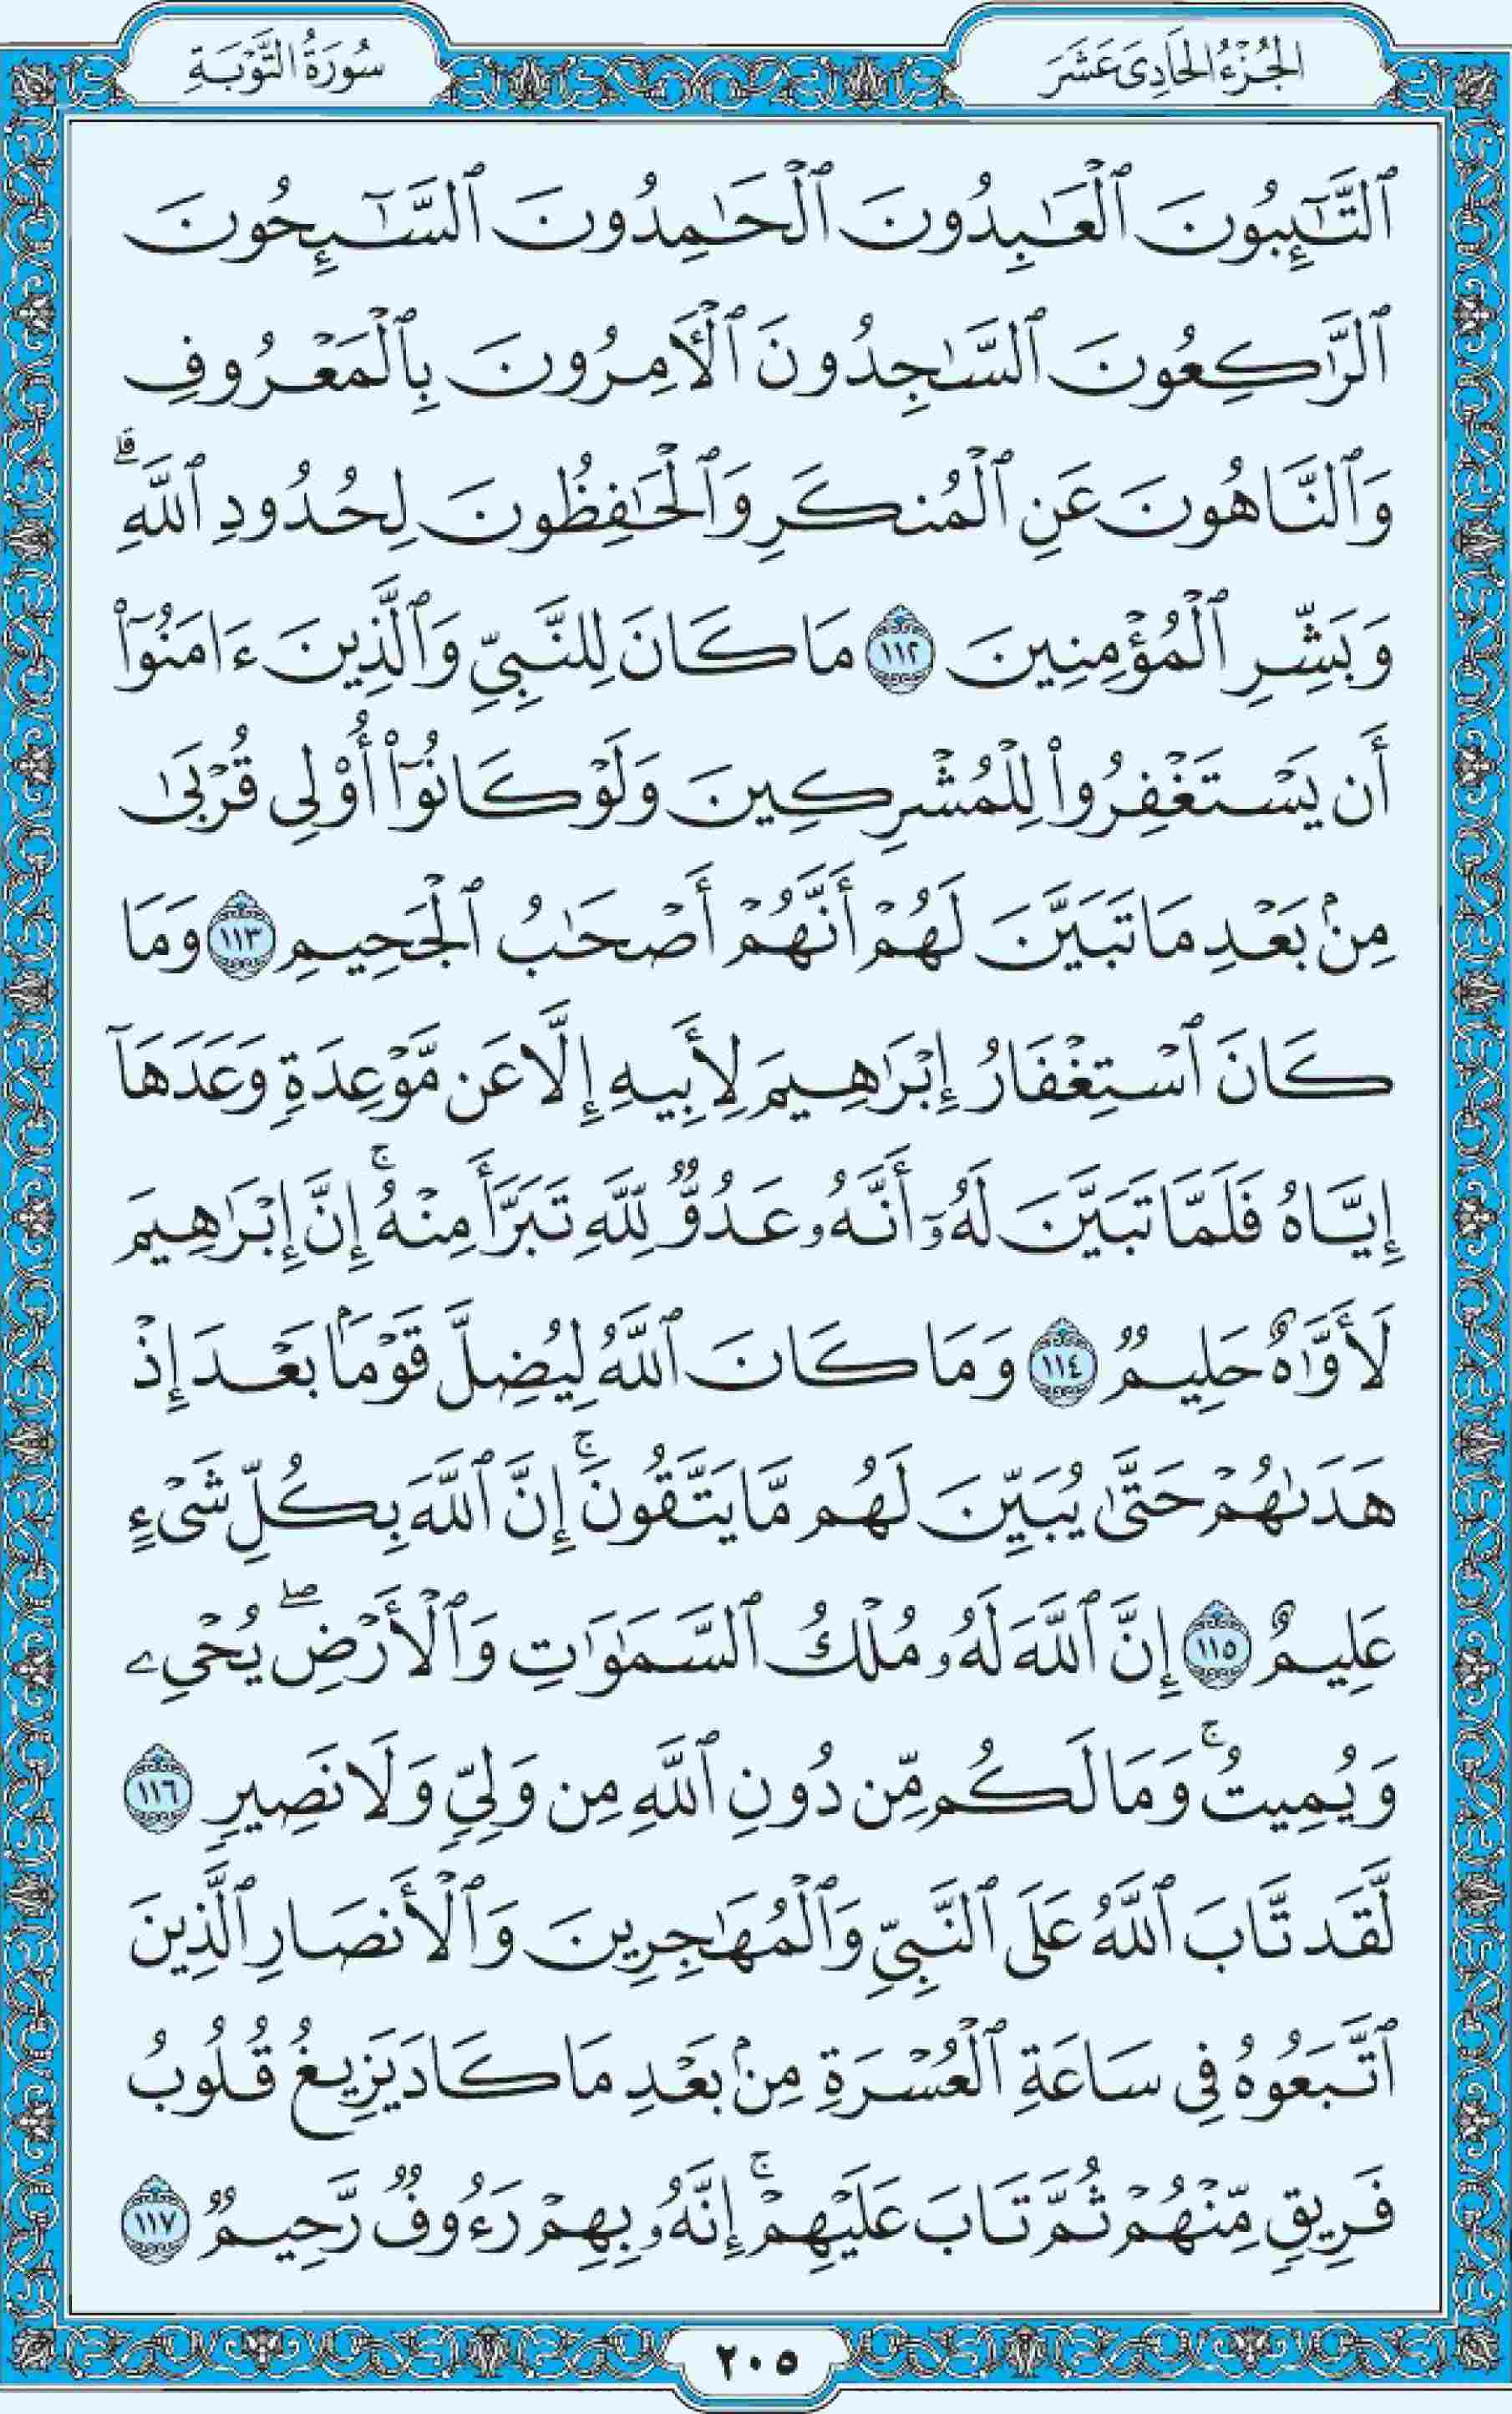 الجُزْءُ الحَادِى عَشَرَ
سُورَةُ التَّوْبَةِ
ٱلتَّٰٓئِبُونَ ٱلْعَٰبِدُونَ ٱلْحَٰمِدُونَ ٱلسَّٰٓئِحُونَ
ٱلرَّٰكِعُونَ ٱلسَّٰجِدُونَ ٱلْءَامِرُونَ بِٱلْمَعْرُوفِ
وَٱلنَّاهُونَ عَنِ ٱلْمُنكَرِ وَٱلْحَٰفِظُونَ لِحُدُودِ ٱللَّهِ ۗ
وَبَشِّرِ ٱلْمُؤْمِنِينَ ١١٢ مَا كَانَ لِلنَّبِىِّ وَٱلَّذِينَ ءَامَنُوٓا۟
أَن يَسْتَغْفِرُوا۟ لِلْمُشْرِكِينَ وَلَوْ كَانُوٓا۟ أُو۟لِى قُرْبَىٰ
مِنۢ بَعْدِ مَا تَبَيَّنَ لَهُمْ أَنَّهُمْ أَصْحَٰبُ ٱلْجَحِيمِ ١١٣ وَمَا
كَانَ ٱسْتِغْفَارُ إِبْرَٰهِيمَ لِأَبِيهِ إِلَّا عَن مَّوْعِدَةٍ وَعَدَهَآ
إِيَّاهُ فَلَمَّا تَبَيَّنَ لَهُۥٓ أَنَّهُۥ عَدُوٌّ لِّلَّهِ تَبَرَّأَ مِنْهُ ۚ إِنَّ إِبْرَٰهِيمَ
لَأَوَّٰهٌ حَلِيمٌ ١١٤ وَمَا كَانَ ٱللَّهُ لِيُضِلَّ قَوْمًۢا بَعْدَ إِذْ
هَدَىٰهُمْ حَتَّىٰ يُبَيِّنَ لَهُم مَّا يَتَّقُونَ ۚ إِنَّ ٱللَّهَ بِكُلِّ شَىْءٍ
عَلِيمٌ ١١٥ إِنَّ ٱللَّهَ لَهُۥ مُلْكُ ٱلسَّمَٰوَٰتِ وَٱلْأَرْضِ ۖ يُحْىِۦ
وَيُمِيتُ ۚ وَمَا لَكُم مِّن دُونِ ٱللَّهِ مِن وَلِىٍّ وَلَا نَصِيرٍ ١١٦
لَّقَد تَّابَ ٱللَّهُ عَلَى ٱلنَّبِىِّ وَٱلْمُهَٰجِرِينَ وَٱلْأَنصَارِ ٱلَّذِينَ
ٱتَّبَعُوهُ فِى سَاعَةِ ٱلْعُسْرَةِ مِنۢ بَعْدِ مَا كَادَ يَزِيغُ قُلُوبُ
فَرِيقٍ مِّنْهُمْ ثُمَّ تَابَ عَلَيْهِمْ ۚ إِنَّهُۥ بِهِمْ رَءُوفٌ رَّحِيمٌ ١١٧
٢٠٥